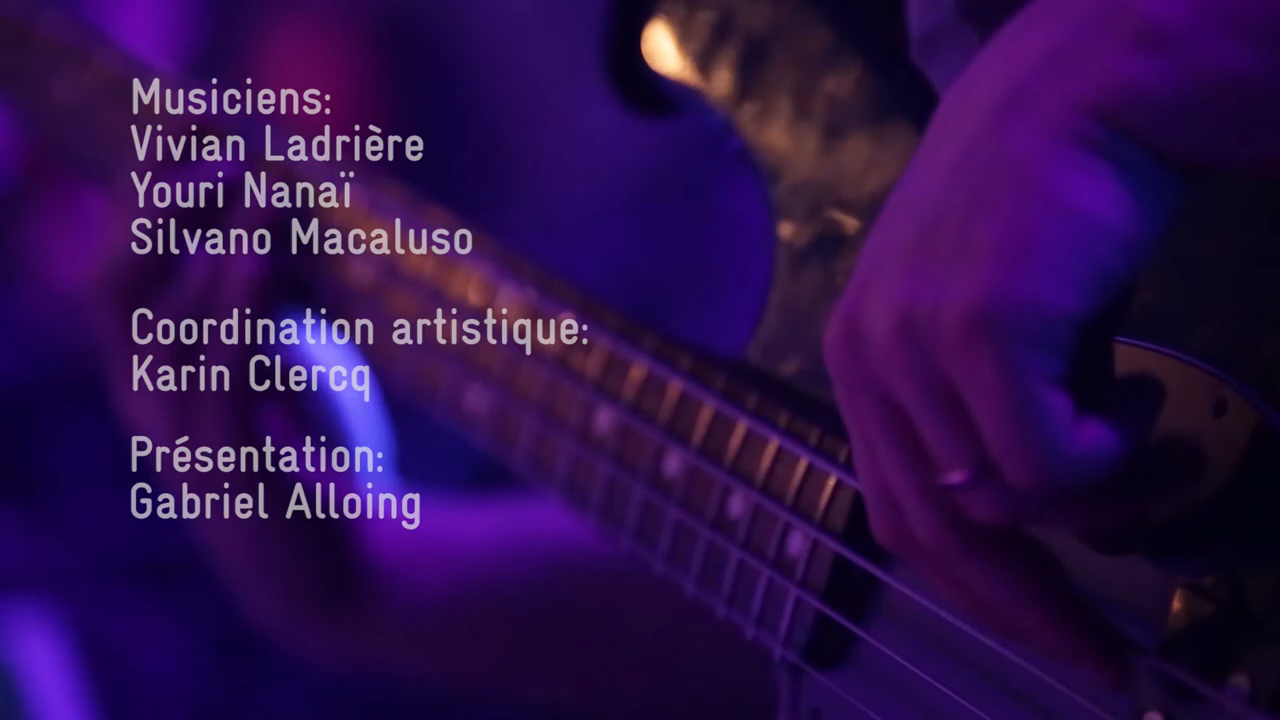 Musiciens:
Vivian Ladrière
Youri Nanaï
Silvano Macaluso
Coordination artistique:
Karin Clercq
Présentation:
Gabriel Alloing